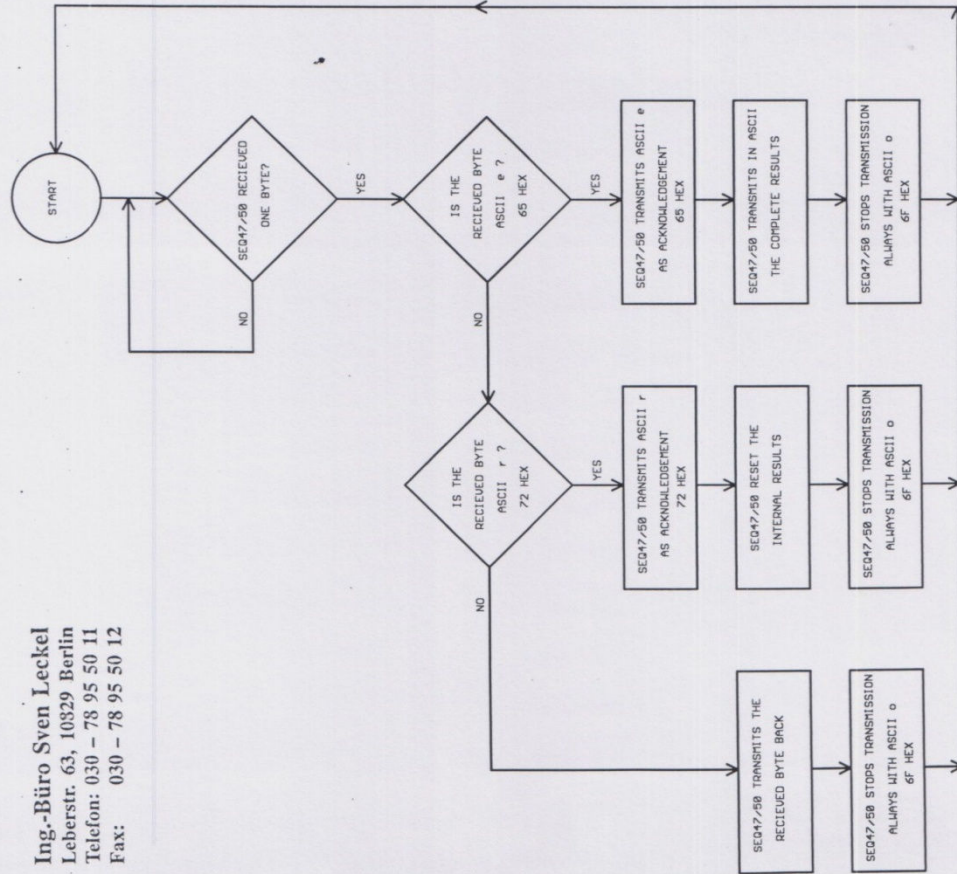 Ing.-Büro Sven Leckel
Leberstr. 63, 10829 Berlin
Telefon: 030 – 78 95 50 11
Fax: 030 – 78 95 50 12
START
SEQ47/50 RECIEVED
ONE BYTE?
NO
YES
IS THE
RECIEVED BYTE
ASCII e ?
65 HEX
NO
YES
SEQ47/50 TRANSMITS ASCII e
AS ACKNOWLEDGEMENT
65 HEX
SEQ47/50 TRANSMITS IN ASCII
THE COMPLETE RESULTS
SEQ47/50 STOPS TRANSMISSION
ALWAYS WITH ASCII o
6F HEX
IS THE
RECIEVED BYTE
ASCII r ?
72 HEX
NO
YES
SEQ47/50 TRANSMITS ASCII r
AS ACKNOWLEDGEMENT
72 HEX
SEQ47/50 RESET THE
INTERNAL RESULTS
SEQ47/50 STOPS TRANSMISSION
ALWAYS WITH ASCII o
6F HEX
SEQ47/50 TRANSMITS THE
RECIEVED BYTE BACK
SEQ47/50 STOPS TRANSMISSION
ALWAYS WITH ASCII o
6F HEX